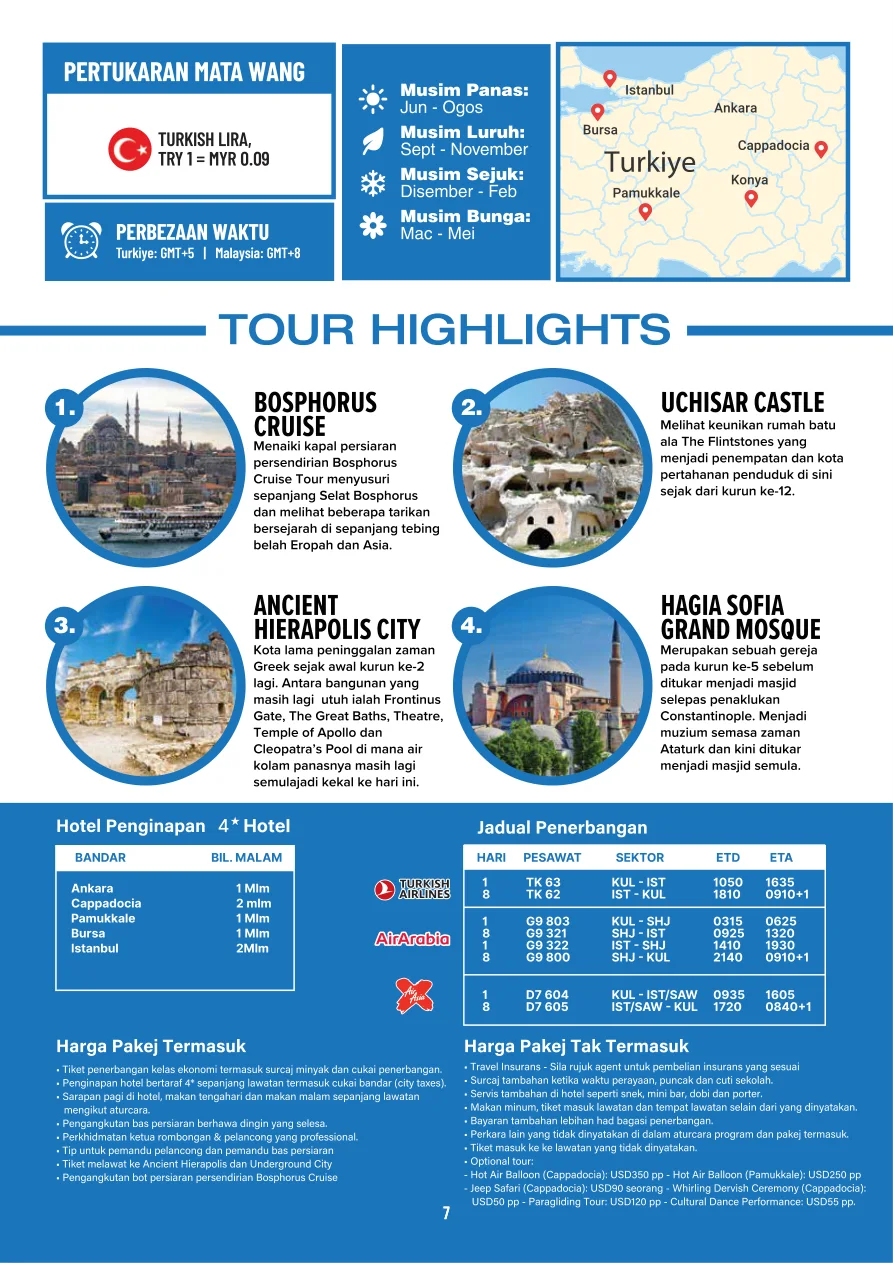 PERTUKARAN MATA WANG
TURKISH LIRA,
TRY 1 = MYR 0.09
PERBEZAAN WAKTU
Turkiye: GMT+5 | Malaysia: GMT+8
Musim Panas:
Jun - Ogos
Musim Luruh:
Sept - November
Musim Sejuk:
Disember - Feb
Musim Bunga:
Mac - Mei
Istanbul
Ankara
Bursa
Cappadocia
Turkiye
Konya
Pamukkale
TOUR HIGHLIGHTS
1.
BOSPHORUS
CRUISE
Menaiki kapal persiaran
persendirian Bosphorus
Cruise Tour menyusuri
sepanjang Selat Bosphorus
dan melihat beberapa tarikan
bersejarah di sepanjang tebing
belah Eropah dan Asia.
2.
UCHISAR CASTLE
Melihat keunikan rumah batu
ala The Flintstones yang
menjadi penempatan dan kota
pertahanan penduduk di sini
sejak dari kurun ke-12.
3.
ANCIENT
HIERAPOLIS CITY
Kota lama peninggalan zaman
Greek sejak awal kurun ke-2
lagi. Antara bangunan yang
masih lagi utuh ialah Frontinus
Gate, The Great Baths, Theatre,
Temple of Apollo dan
Cleopatra's Pool di mana air
kolam panasnya masih lagi
semulajadi kekal ke hari ini.
4.
HAGIA SOFIA
GRAND MOSQUE
Merupakan sebuah gereja
pada kurun ke-5 sebelum
ditukar menjadi masjid
selepas penaklukan
Constantinople. Menjadi
muzium semasa zaman
Ataturk dan kini ditukar
menjadi masjid semula.
Hotel Penginapan 4★ Hotel
BANDAR BIL. MALAM
Ankara 1 Mlm
Cappadocia 2 mlm
Pamukkale 1 Mlm
Bursa 1 Mlm
Istanbul 2Mlm
TURKISH
AIRLINES
AirArabia
Air
Asia
X
Jadual Penerbangan
HARI PESAWAT SEKTOR ETD ETA
1 TK 63 KUL - IST 1050 1635
8 TK 62 IST - KUL 1810 0910+1
1 G9 803 KUL - SHJ 0315 0625
8 G9 321 SHJ - IST 0925 1320
1 G9 322 IST - SHJ 1410 1930
8 G9 800 SHJ - KUL 2140 0910+1
1 D7 604 KUL - IST/SAW 0935 1605
8 D7 605 IST/SAW - KUL 1720 0840+1
Harga Pakej Termasuk
• Tiket penerbangan kelas ekonomi termasuk surcaj minyak dan cukai penerbangan.
• Penginapan hotel bertaraf 4* sepanjang lawatan termasuk cukai bandar (city taxes).
• Sarapan pagi di hotel, makan tengahari dan makan malam sepanjang lawatan
mengikut aturcara.
• Pengangkutan bas persiaran berhawa dingin yang selesa.
• Perkhidmatan ketua rombongan & pelancong yang professional.
• Tip untuk pemandu pelancong dan pemandu bas persiaran
• Tiket melawat ke Ancient Hierapolis dan Underground City
• Pengangkutan bot persiaran persendirian Bosphorus Cruise
Harga Pakej Tak Termasuk
• Travel Insurans - Sila rujuk agent untuk pembelian insurans yang sesuai
• Surcaj tambahan ketika waktu perayaan, puncak dan cuti sekolah.
• Servis tambahan di hotel seperti snek, mini bar, dobi dan porter.
• Makan minum, tiket masuk lawatan dan tempat lawatan selain dari yang dinyatakan.
• Bayaran tambahan lebihan had bagasi penerbangan.
• Perkara lain yang tidak dinyatakan di dalam aturcara program dan pakej termasuk.
• Tiket masuk ke ke lawatan yang tidak dinyatakan.
• Optional tour:
- Hot Air Balloon (Cappadocia): USD350 pp - Hot Air Balloon (Pamukkale): USD250 pp
- Jeep Safari (Cappadocia): USD90 seorang - Whirling Dervish Ceremony (Cappadocia):
USD50 pp - Paragliding Tour: USD120 pp - Cultural Dance Performance: USD55 pp.
7